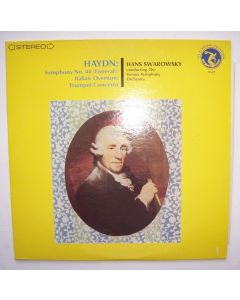 STEREO
HAYDN:
Symphony No. 44 (Funeral)
Italian Overture
Trumpet Concerto
HANS SWAROWSKY
conducting The
Vienna Symphony
Orchestra